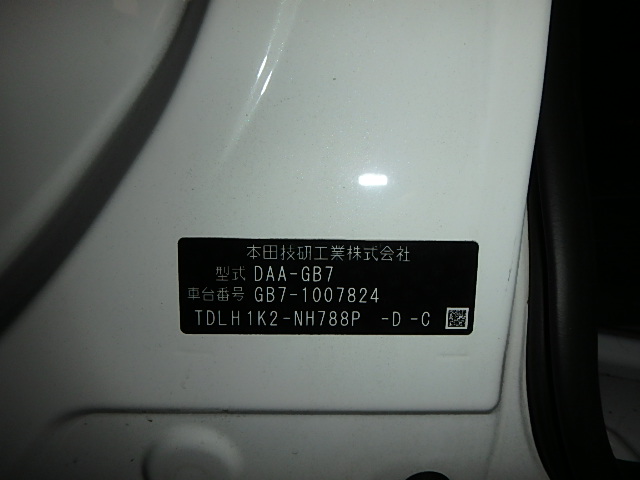 本田技研工業株式会社
型式 DAA-GB7
車台番号 GB7-1007824
TDLH1K2-NH788P -D-C